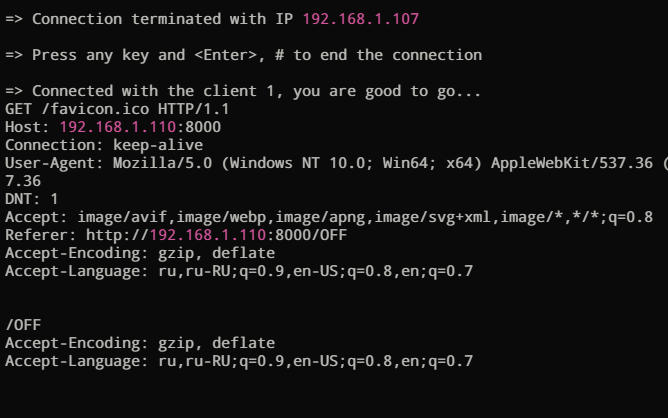 => Connection terminated with IP 192.168.1.107
=> Press any key and <Enter>, # to end the connection
=> Connected with the client 1, you are good to go...
GET /favicon.ico HTTP/1.1
Host: 192.168.1.110:8000
Connection: keep-alive
User-Agent: Mozilla/5.0 (Windows NT 10.0; Win64; x64) AppleWebKit/537.36 (
7.36
DNT: 1
Accept: image/avif,image/webp,image/apng,image/svg+xml,image/*,*/*;q=0.8
Referer: http://192.168.1.110:8000/OFF
Accept-Encoding: gzip, deflate
Accept-Language: ru,ru-RU;q=0.9,en-US;q=0.8,en;q=0.7
/OFF
Accept-Encoding: gzip, deflate
Accept-Language: ru,ru-RU;q=0.9,en-US;q=0.8,en;q=0.7